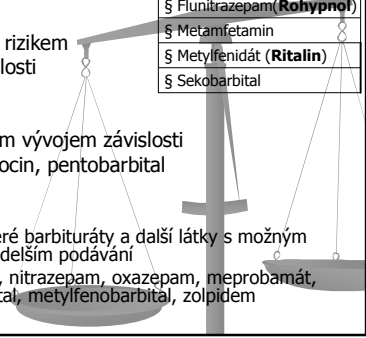 § Flunitrazepam(Rohypnol)
§ Metamfetamin
§ Metylfenidát (Ritalin)
§ Sekobarbital
rizikem
losti
m vývojem závislosti
ocin, pentobarbital
eré barbituráty a další látky s možným
delším podávání
, nitrazepam, oxazepam, meprobamát,
tal, metylfenobarbital, zolpidem